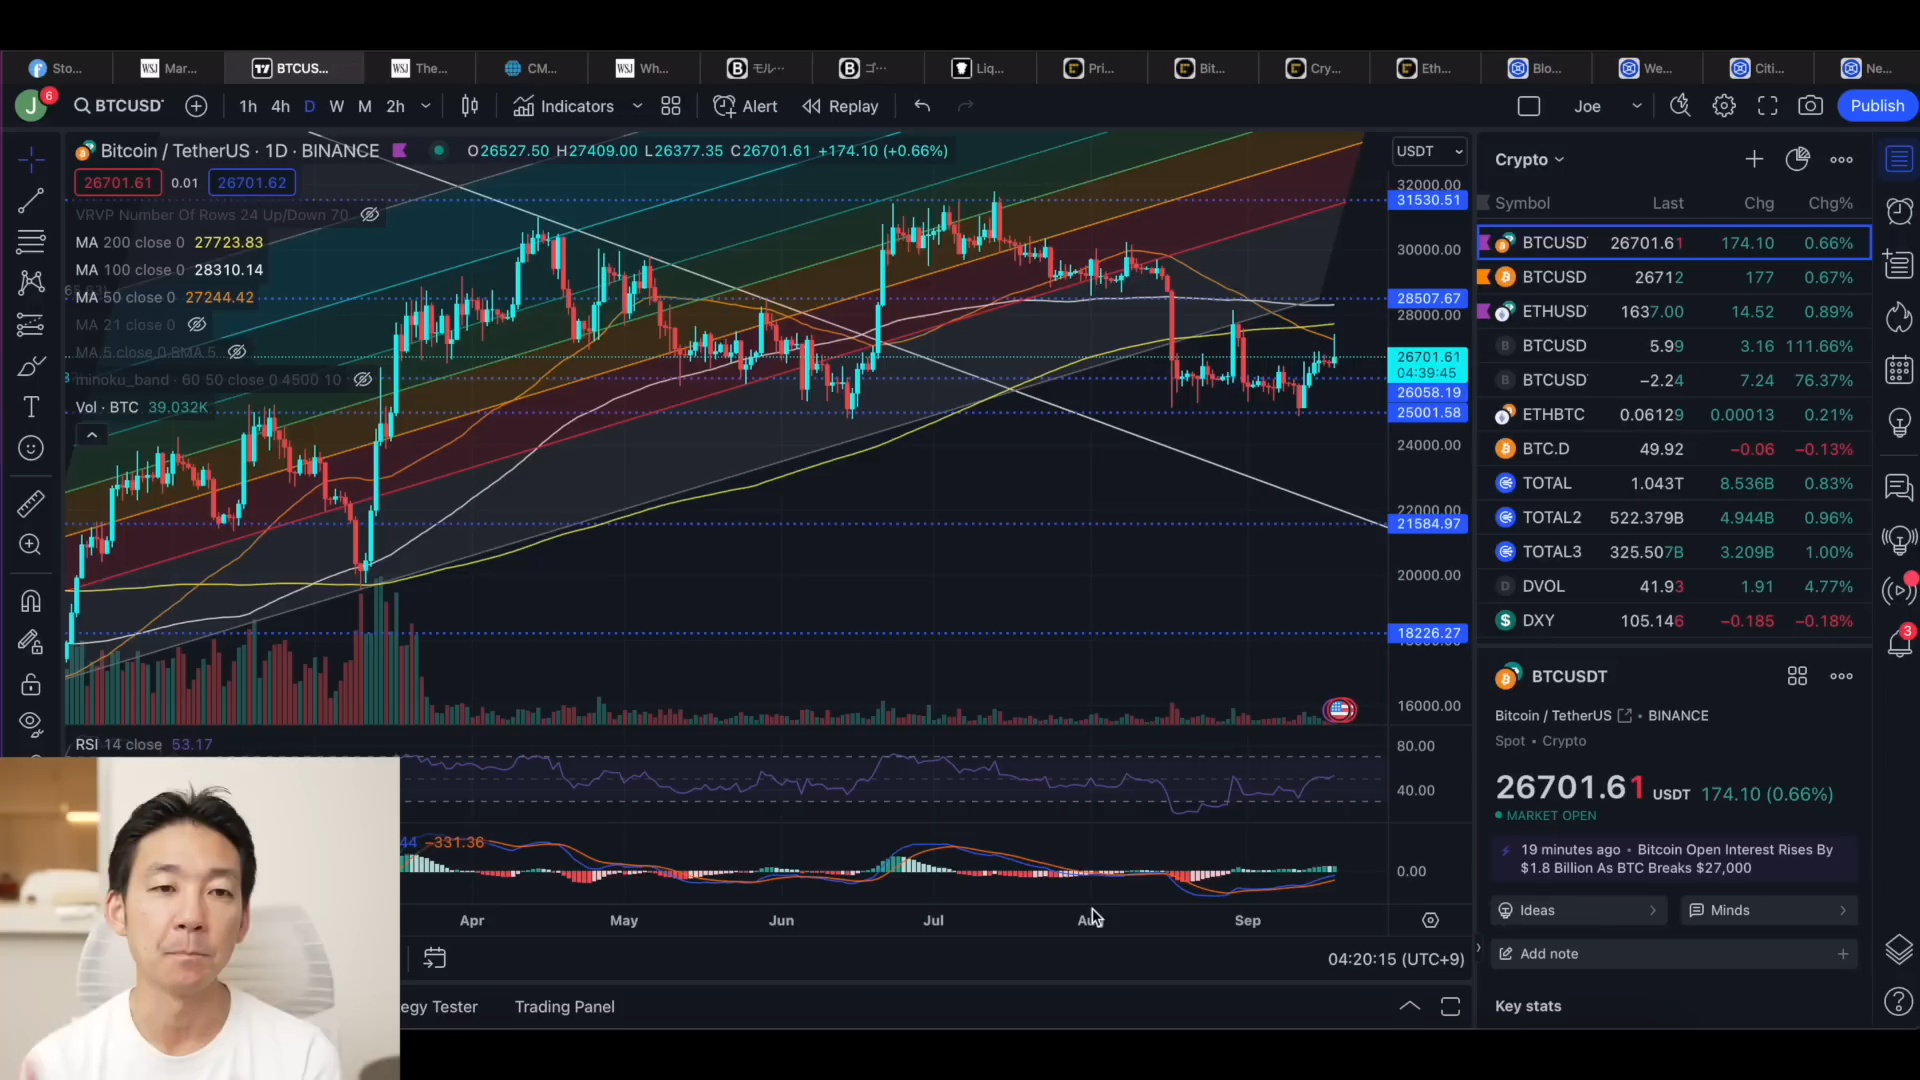 Sto...
Mar...
BTCUS...
The...
CM...
Wh...
モル…
ゴ…
Liq...
Pri...
Bit...
Cry...
Eth...
Blo...
We...
Citi...
Ne...
J 6 BTCUSD 1h 4h D W M 2h Indicators Alert Replay Joe Publish
Bitcoin / TetherUS · 1D · BINANCE O26527.50 H27409.00 L26377.35 C26701.61 +174.10 (+0.66%)
26701.61 0.01 26701.62
VRVP Number Of Rows 24 Up/Down 70
MA 200 close 0 27723.83
MA 100 close 0 28310.14
MA 50 close 0 27244.42
MA 21 close 0
MA 5 close 0 SMA 5
minoku_band · 60 50 close 0 4500 10
Vol · BTC 39.032K
USDT
32000.00
31530.51
30000.00
28507.67
28000.00
26701.61
04:39:45
26058.19
25001.58
24000.00
22000.00
21584.97
20000.00
18226.27
16000.00
RSI 14 close 53.17
80.00
40.00
44 −331.36
0.00
Apr May Jun Jul Sep
04:20:15 (UTC+9)
egy Tester Trading Panel
Crypto
Symbol Last Chg Chg%
BTCUSD 26701.61 174.10 0.66%
BTCUSD 26712 177 0.67%
ETHUSD 1637.00 14.52 0.89%
BTCUSD 5.99 3.16 111.66%
BTCUSD −2.24 7.24 76.37%
ETHBTC 0.06129 0.00013 0.21%
BTC.D 49.92 −0.06 −0.13%
TOTAL 1.043T 8.536B 0.83%
TOTAL2 522.379B 4.944B 0.96%
TOTAL3 325.507B 3.209B 1.00%
DVOL 41.93 1.91 4.77%
DXY 105.146 −0.185 −0.18%
3
BTCUSDT
Bitcoin / TetherUS • BINANCE
Spot • Crypto
26701.61 USDT 174.10 (0.66%)
MARKET OPEN
19 minutes ago • Bitcoin Open Interest Rises By
$1.8 Billion As BTC Breaks $27,000
Ideas Minds
Add note
Key stats